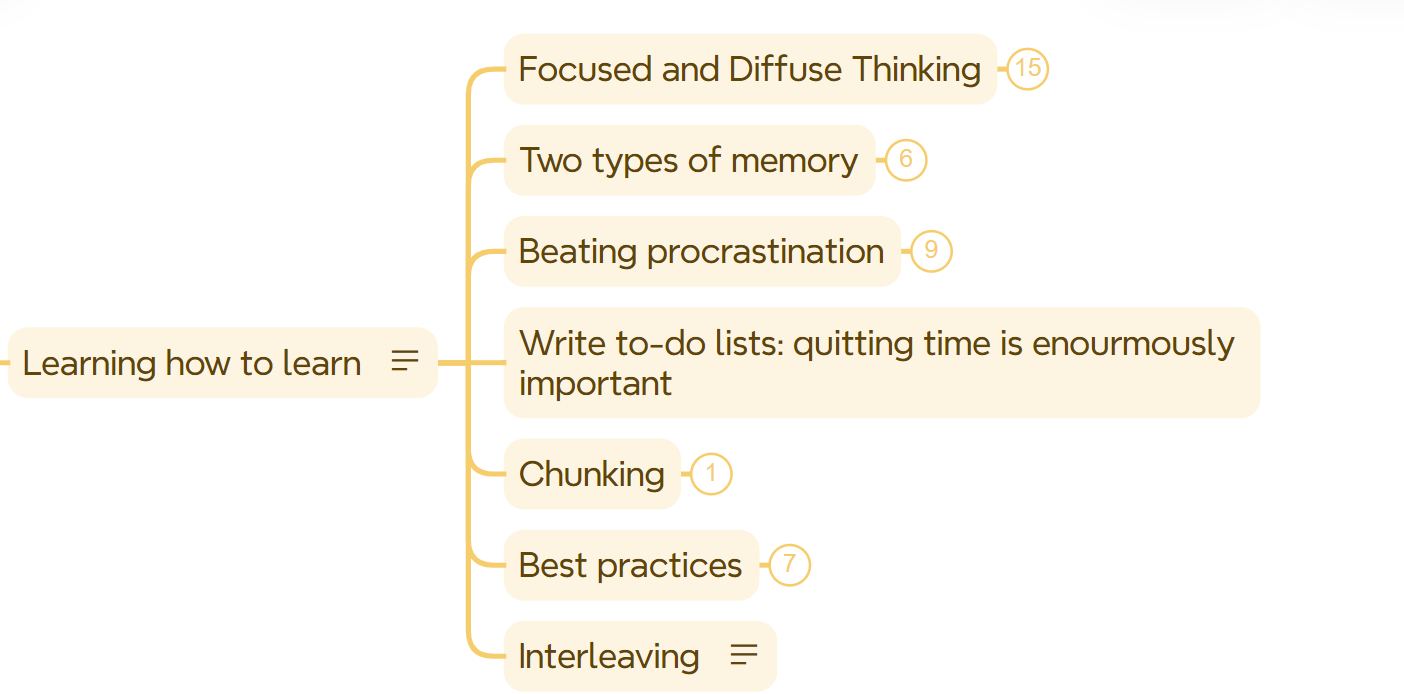 Focused and Diffuse Thinking 15
Two types of memory 6
Beating procrastination 9
Write to-do lists: quitting time is enourmously
important
Learning how to learn
Chunking 1
Best practices 7
Interleaving